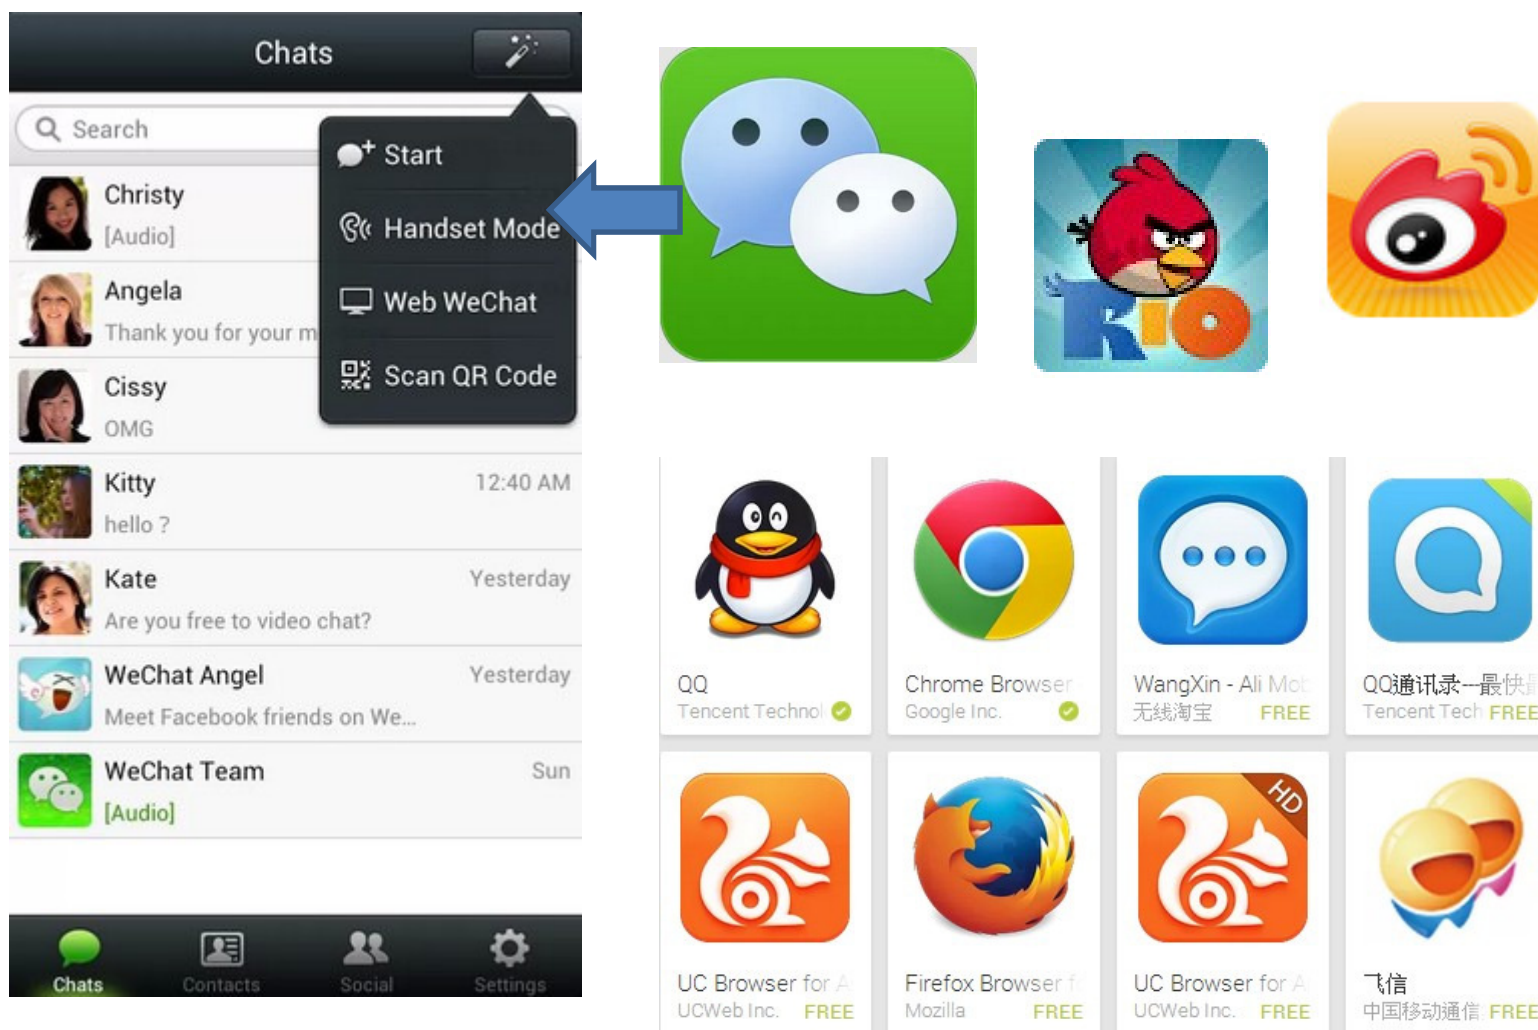 Chats
Search
Start
Handset Mode
Web WeChat
Scan QR Code
Christy
[Audio]
Angela
Thank you for your m
Cissy
OMG
Kitty
12:40 AM
hello ?
Kate
Yesterday
Are you free to video chat?
WeChat Angel
Yesterday
Meet Facebook friends on We...
WeChat Team
Sun
[Audio]
Chats
Contacts
Social
Settings
RIO
QQ
Tencent Technol
Chrome Browser
Google Inc.
WangXin - Ali Mob
无线淘宝 FREE
QQ通讯录—最快
Tencent Tech FREE
HD
UC Browser for A
UCWeb Inc. FREE
Firefox Browser fo
Mozilla FREE
UC Browser for A
UCWeb Inc. FREE
飞信
中国移动通信 FREE